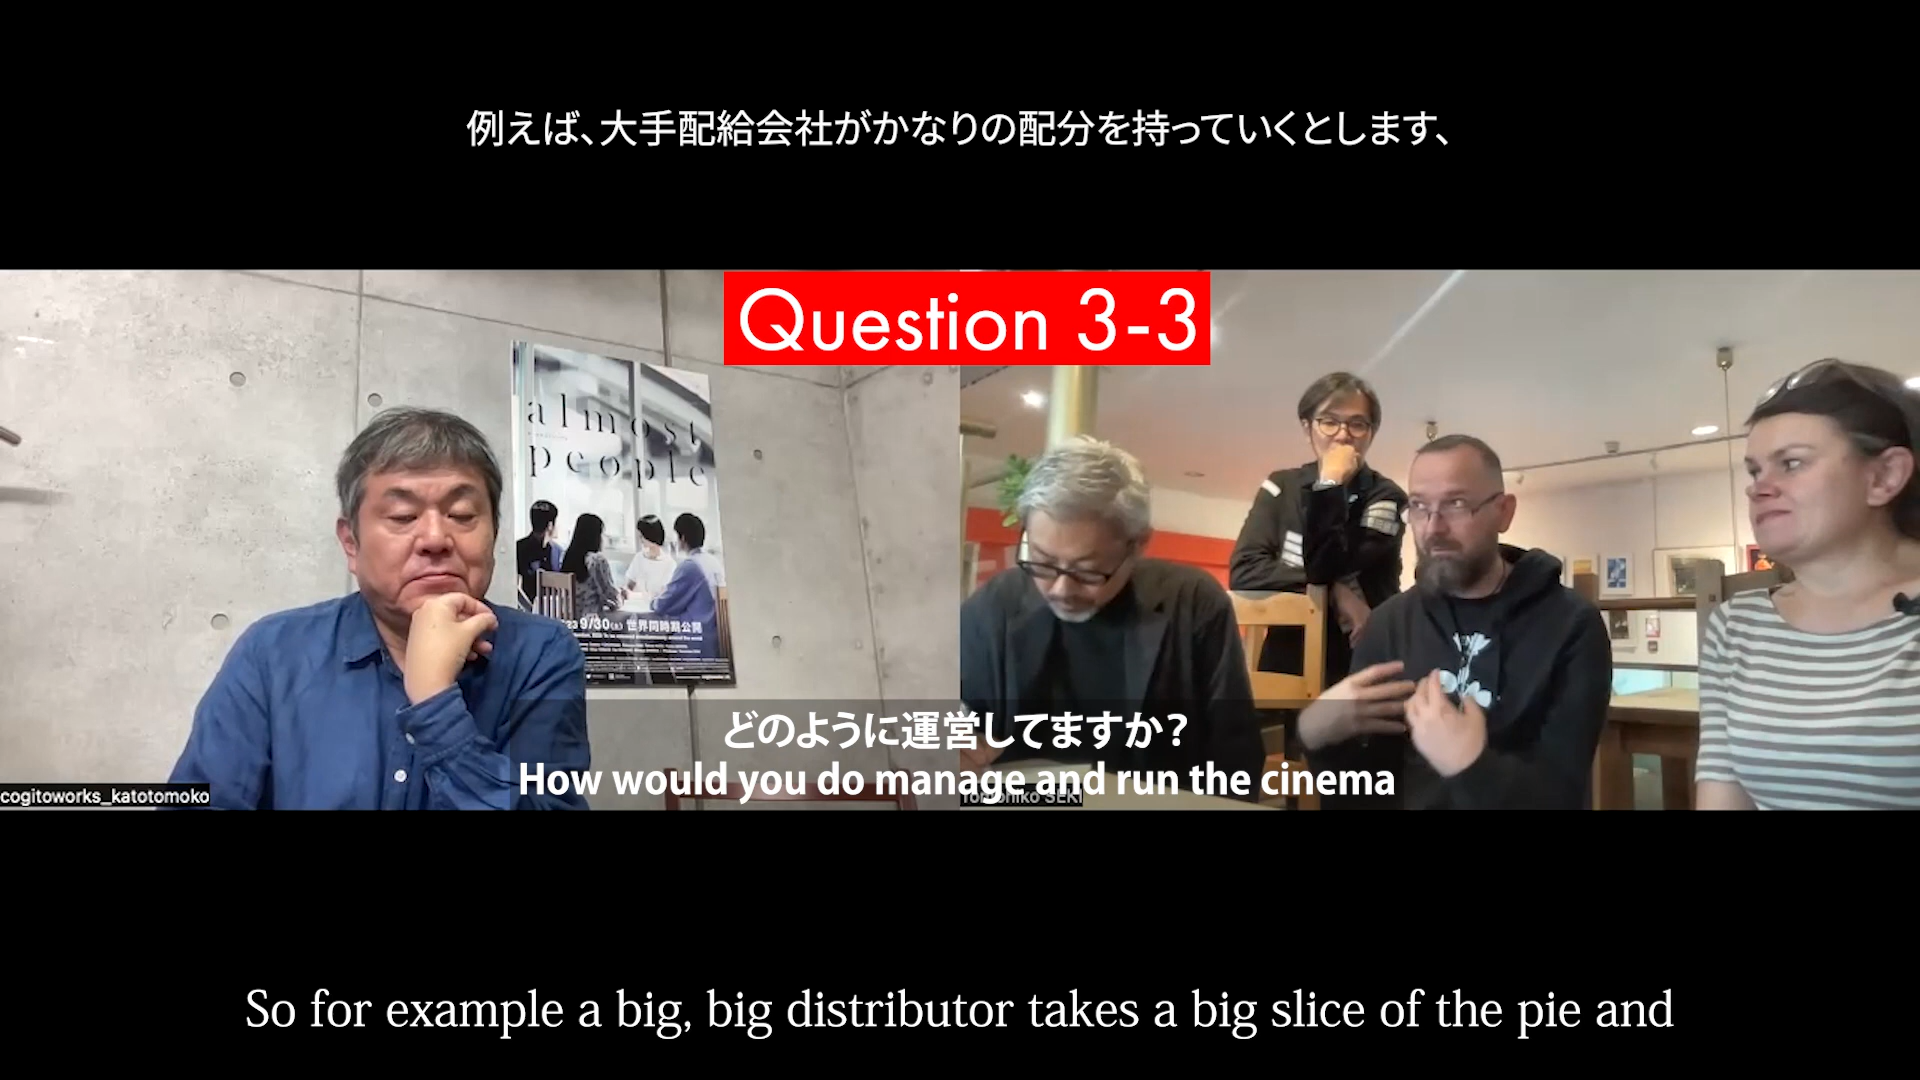 例えば、大手配給会社がかなりの配分を持っていくとします、
Question 3-3
almost
people
9/30(土) 世界同時期公開
どのように運営してますか?
How would you do manage and run the cinema
cogitoworks_katotomoko
Tomohiko SEKI
So for example a big, big distributor takes a big slice of the pie and